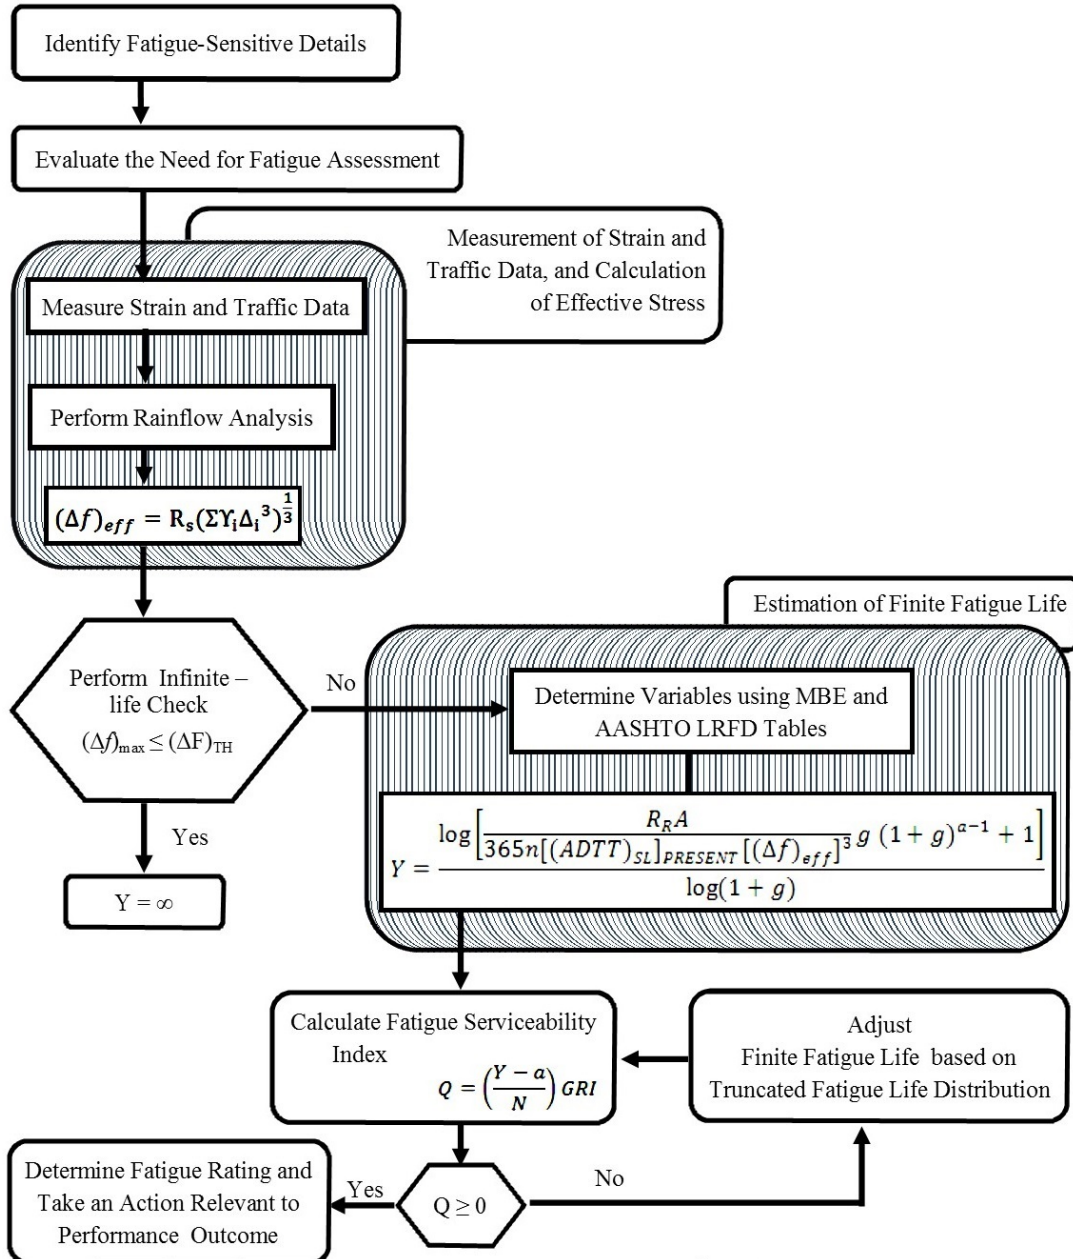 Identify Fatigue-Sensitive Details
Evaluate the Need for Fatigue Assessment
Measurement of Strain and
Traffic Data, and Calculation
of Effective Stress
Measure Strain and Traffic Data
Perform Rainflow Analysis
(Δf)eff = Rs(ΣϒᵢΔᵢ³)^(1/3)
Perform Infinite –
life Check
(Δf)max ≤ (ΔF)TH
No
Yes
Y = ∞
Estimation of Finite Fatigue Life
Determine Variables using MBE and
AASHTO LRFD Tables
Y = log[R_R A / 365n[(ADTT)_SL]_PRESENT [(Δf)_eff]³ g (1 + g)^(a−1) + 1] / log(1 + g)
Calculate Fatigue Serviceability
Index
Q = (Y − a / N) GRI
Adjust
Finite Fatigue Life based on
Truncated Fatigue Life Distribution
Q ≥ 0
No
Yes
Determine Fatigue Rating and
Take an Action Relevant to
Performance Outcome